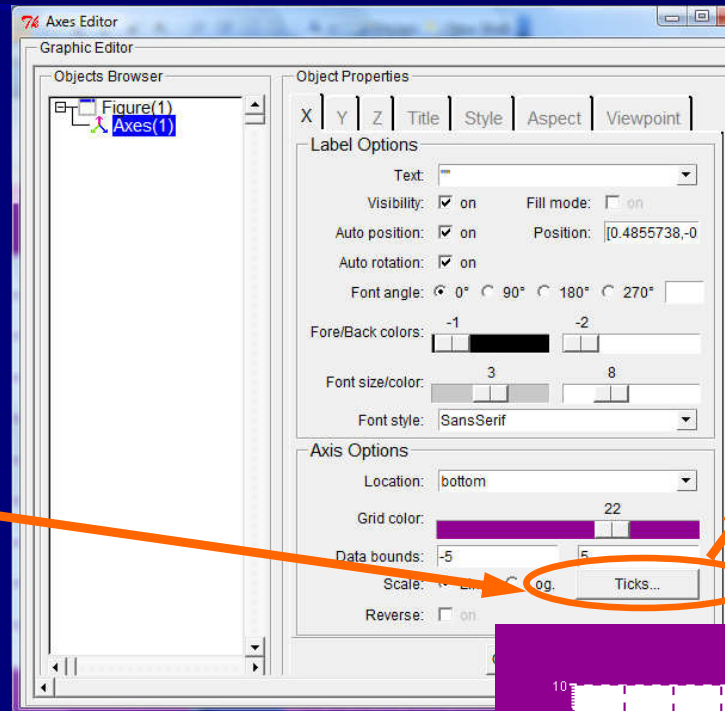 Axes Editor
Graphic Editor
Objects Browser
Figure(1)
Axes(1)
Object Properties
X Y Z Title Style Aspect Viewpoint
Label Options
Text: ""
Visibility: on Fill mode: on
Auto position: on Position: [0.4855738,-0
Auto rotation: on
Font angle: 0° 90° 180° 270°
Fore/Back colors: -1 -2
Font size/color: 3 8
Font style: SansSerif
Axis Options
Location: bottom
Grid color: 22
Data bounds: -5 5
Scale: og. Ticks...
Reverse: on
10